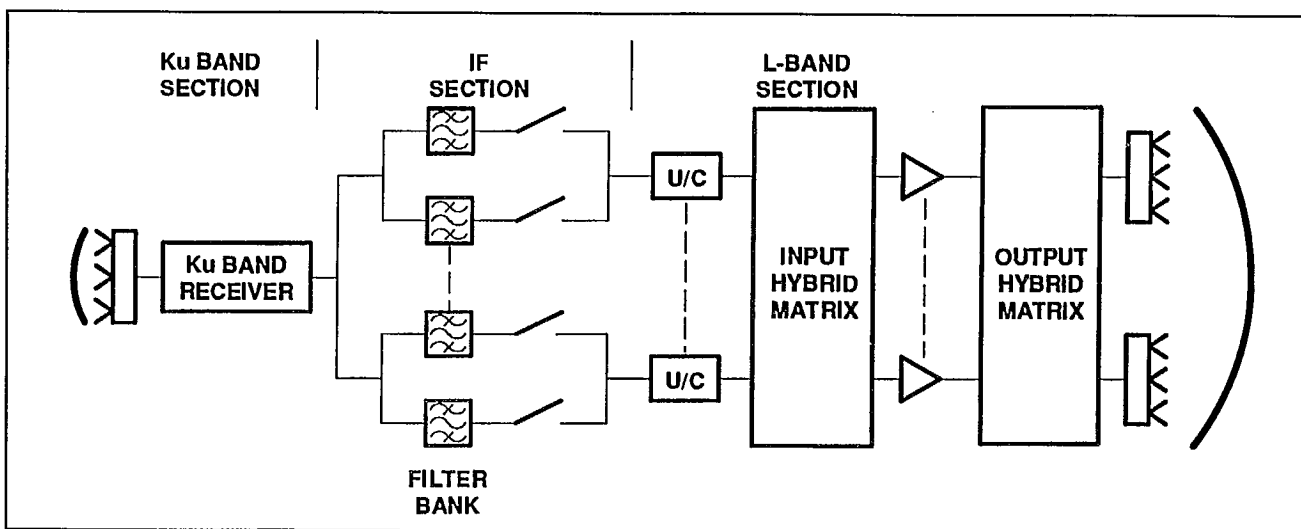 Ku BAND
SECTION
IF
SECTION
L-BAND
SECTION
Ku BAND
RECEIVER
U/C
U/C
INPUT
HYBRID
MATRIX
OUTPUT
HYBRID
MATRIX
FILTER
BANK